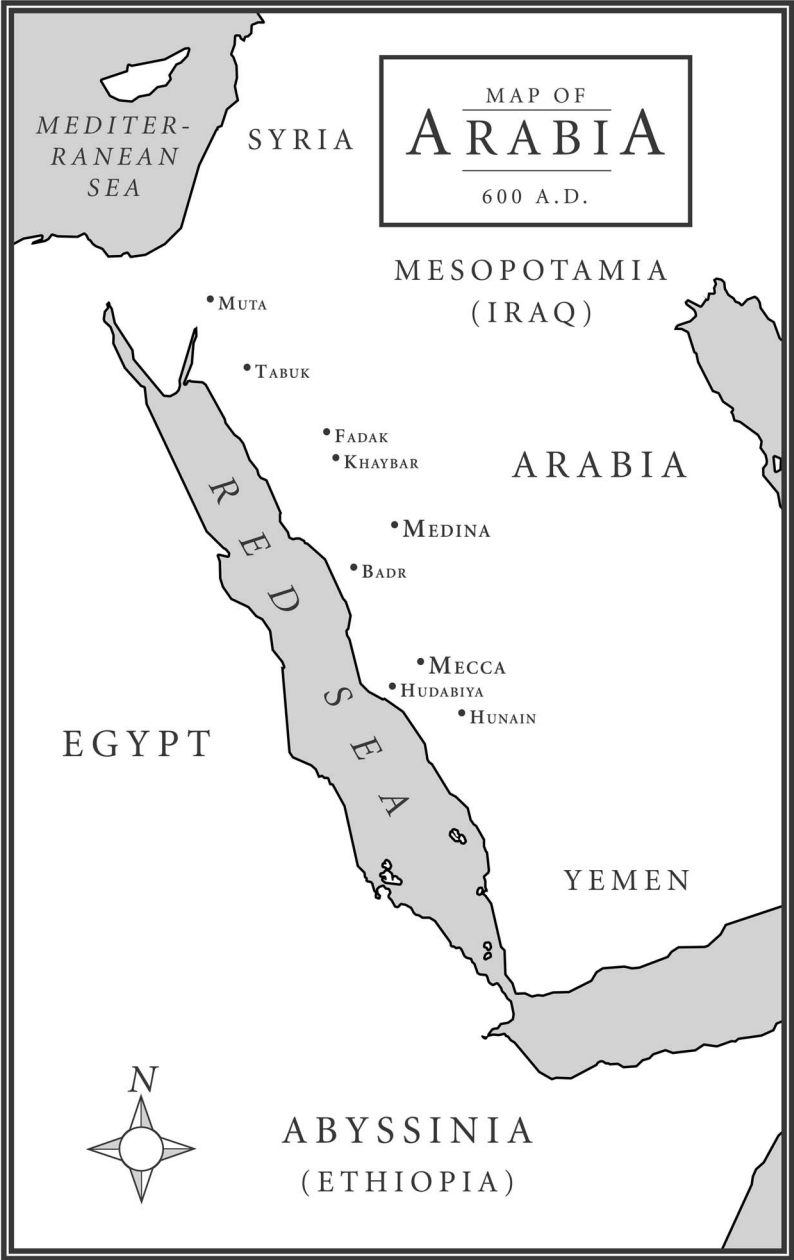 MAP OF
ARABIA
600 A.D.
MEDITER-
RANEAN
SEA
SYRIA
MESOPOTAMIA
(IRAQ)
MUTA
TABUK
FADAK
KHAYBAR
ARABIA
MEDINA
BADR
RED SEA
MECCA
HUDABIYA
HUNAIN
EGYPT
YEMEN
N
ABYSSINIA
(ETHIOPIA)